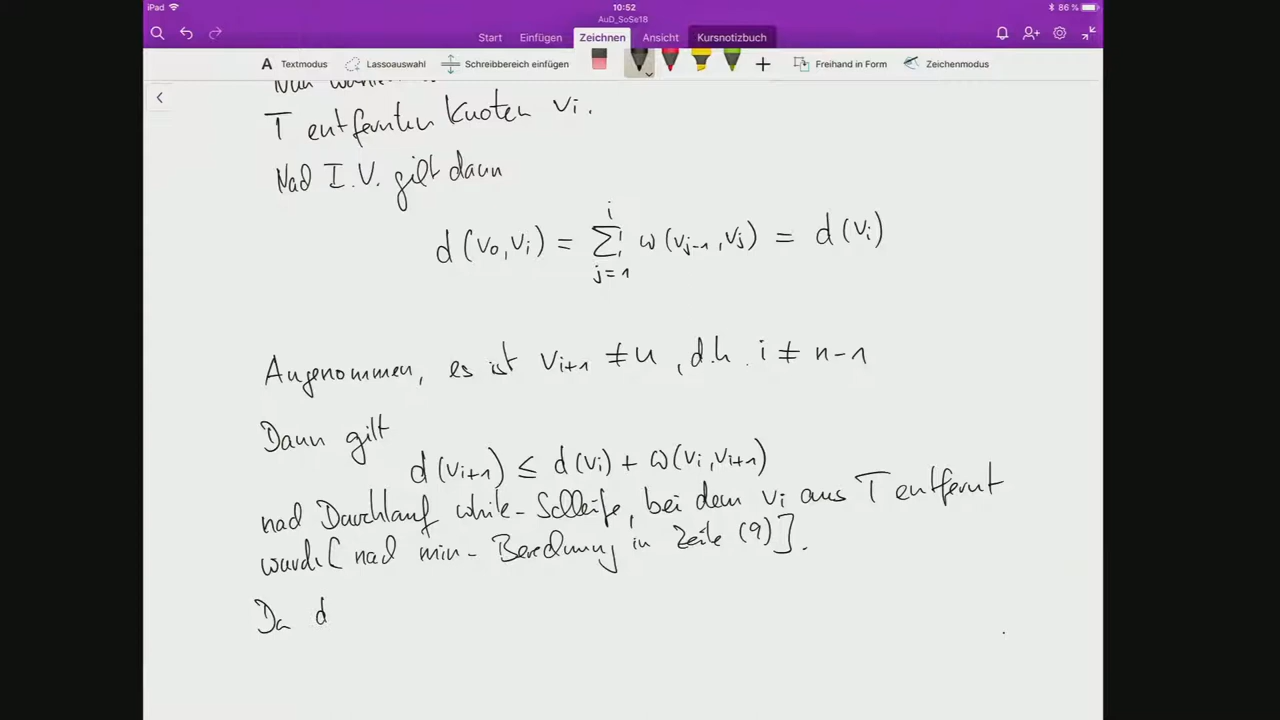 iPad 10:52 86 %
AuD_SoSe18
Start Einfügen Zeichnen Ansicht Kursnotizbuch
A Textmodus Lassoauswahl Schreibbereich einfügen Freihand in Form Zeichenmodus
Nun
T entfernten Knoten vi.
Nach I.V. gilt dann
d(v0,vi) = ∑ i j=1 w(vj-1,vj) = d(vi)
Angenommen, es ist vi+1 ≠ u, d.h. i ≠ n-1
Dann gilt
d(vi+1) ≤ d(vi) + w(vi,vi+1)
nach Durchlauf while-Schleife, bei dem vi aus T entfernt
wurde [nach min-Berechnung in Zeile (9)].
Da d